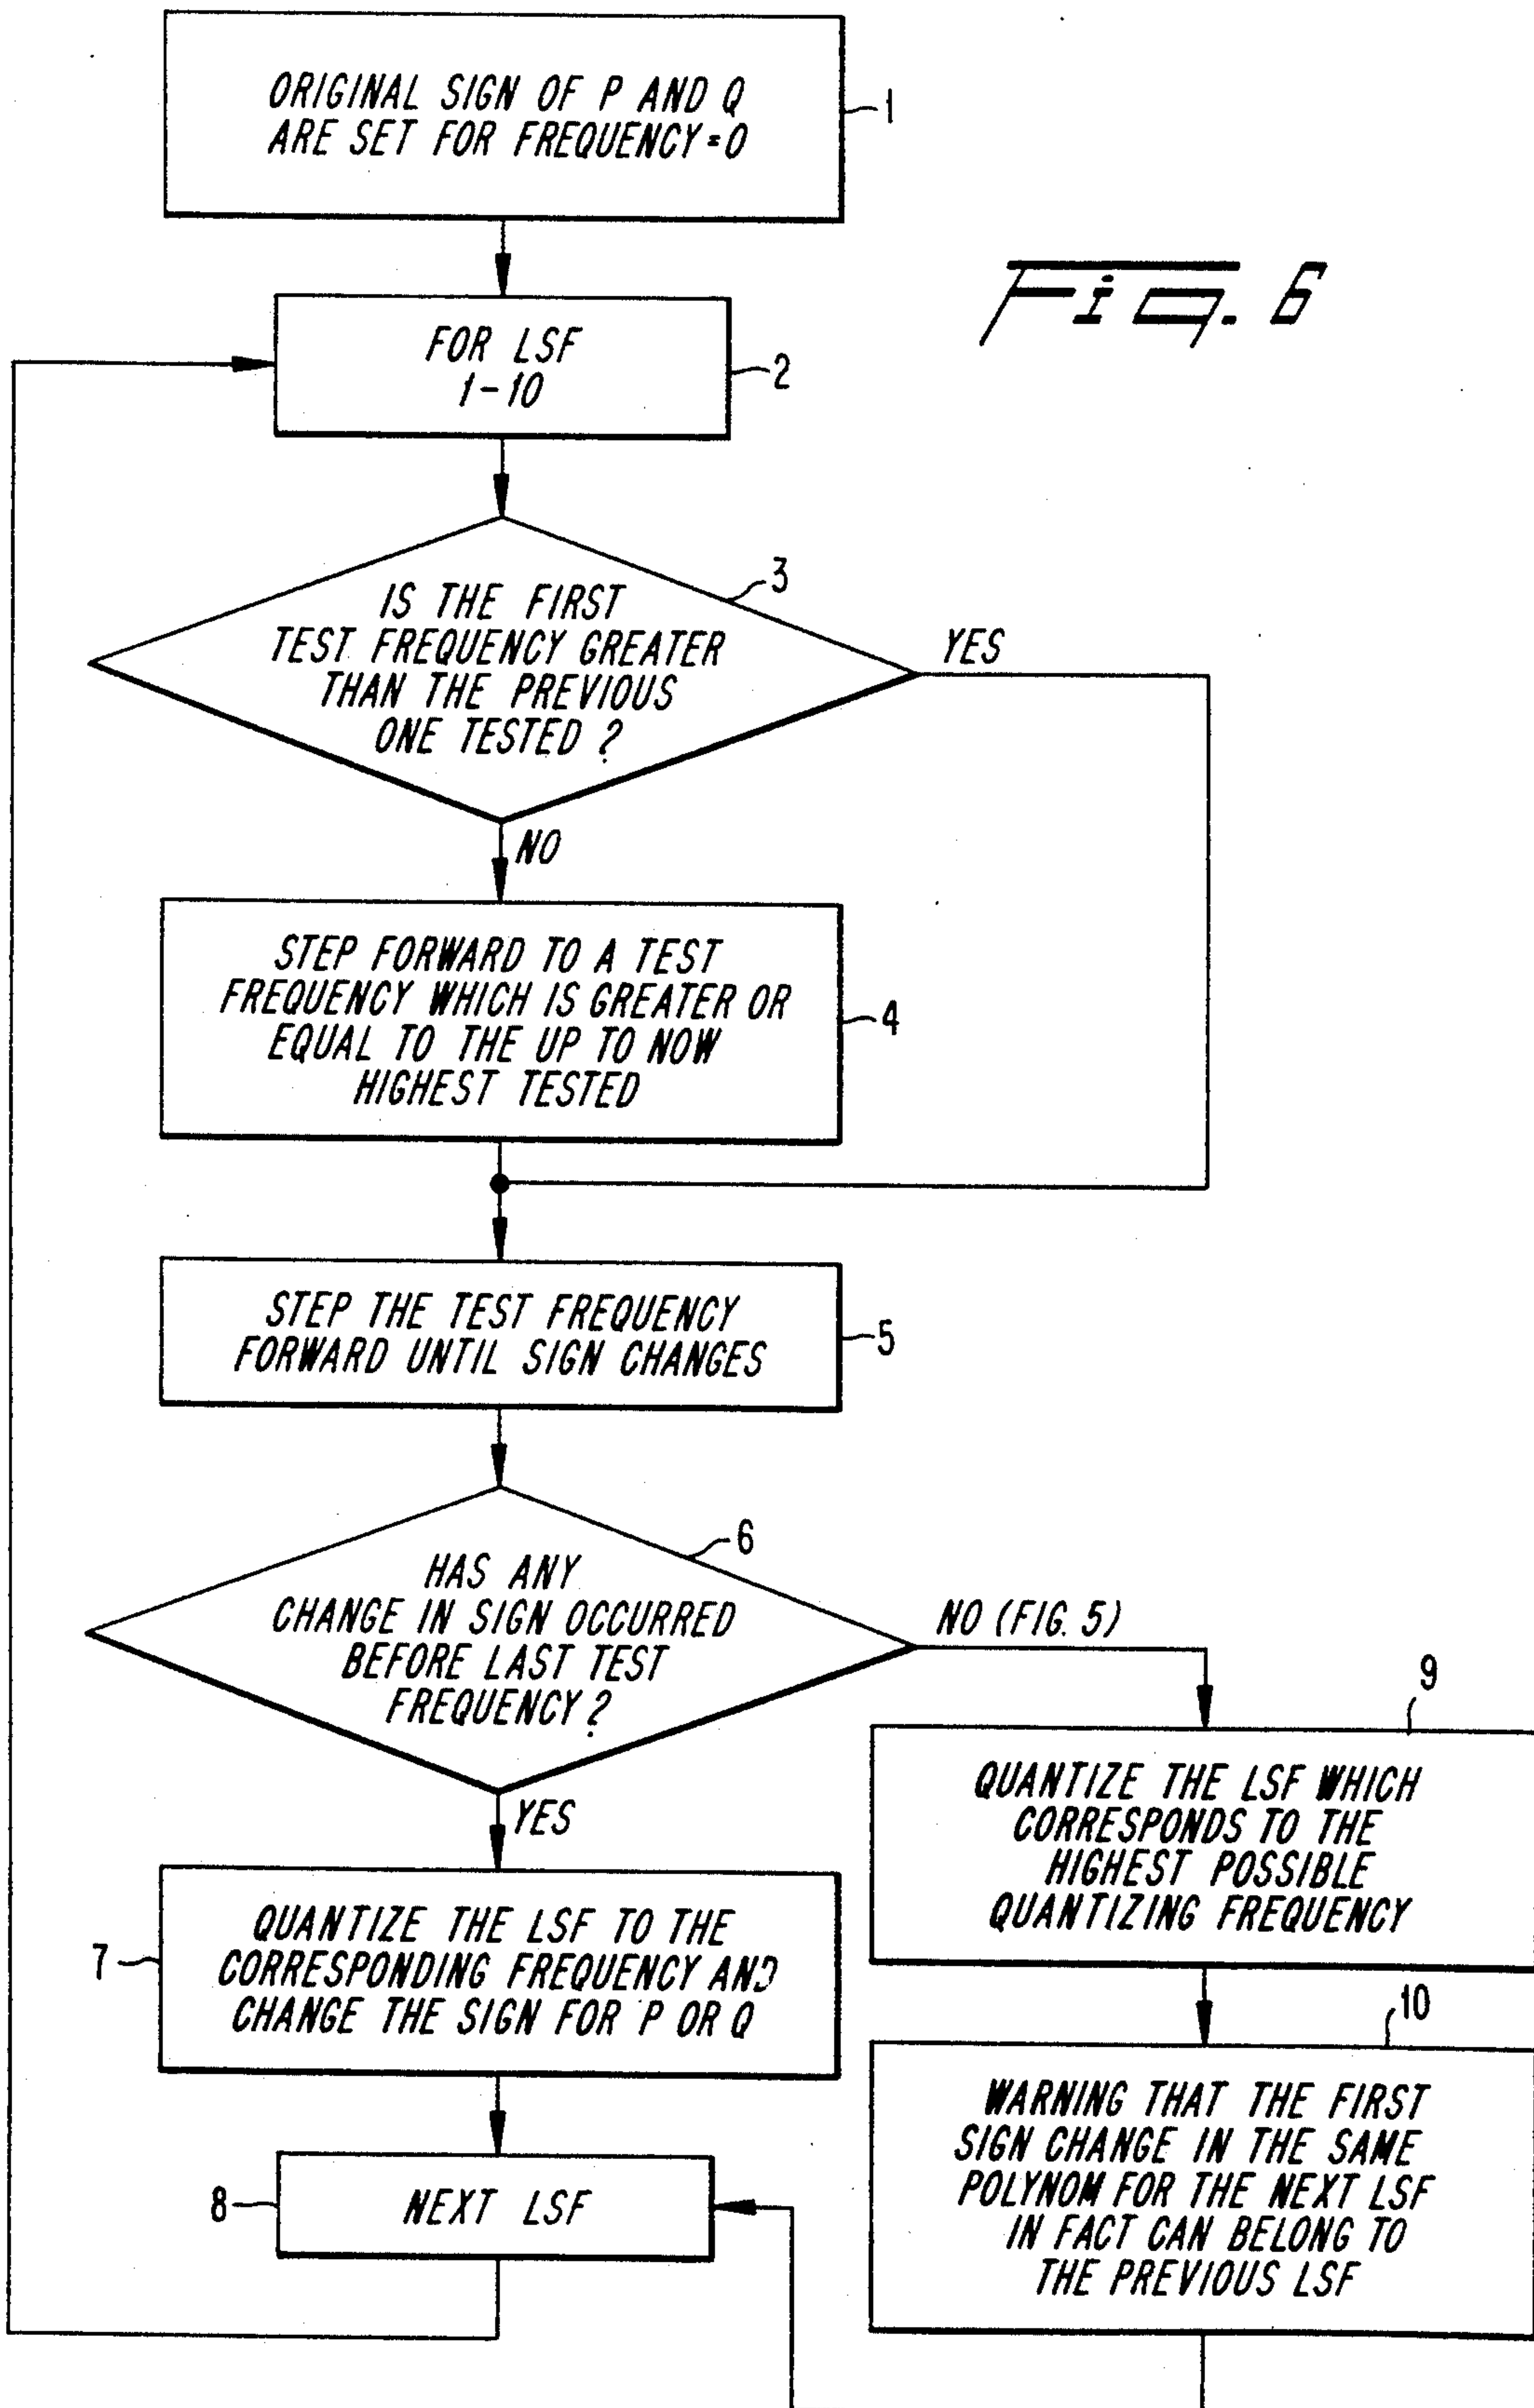 ORIGINAL SIGN OF P AND Q
ARE SET FOR FREQUENCY=0
1
Fig. 6
FOR LSF
1-10
2
3
IS THE FIRST
TEST FREQUENCY GREATER
THAN THE PREVIOUS
ONE TESTED ?
YES
NO
STEP FORWARD TO A TEST
FREQUENCY WHICH IS GREATER OR
EQUAL TO THE UP TO NOW
HIGHEST TESTED
4
STEP THE TEST FREQUENCY
FORWARD UNTIL SIGN CHANGES
5
6
HAS ANY
CHANGE IN SIGN OCCURRED
BEFORE LAST TEST
FREQUENCY?
NO (FIG. 5)
YES
9
QUANTIZE THE LSF WHICH
CORRESPONDS TO THE
HIGHEST POSSIBLE
QUANTIZING FREQUENCY
7
QUANTIZE THE LSF TO THE
CORRESPONDING FREQUENCY AND
CHANGE THE SIGN FOR P OR Q
10
WARNING THAT THE FIRST
SIGN CHANGE IN THE SAME
POLYNOM FOR THE NEXT LSF
IN FACT CAN BELONG TO
THE PREVIOUS LSF
8
NEXT LSF